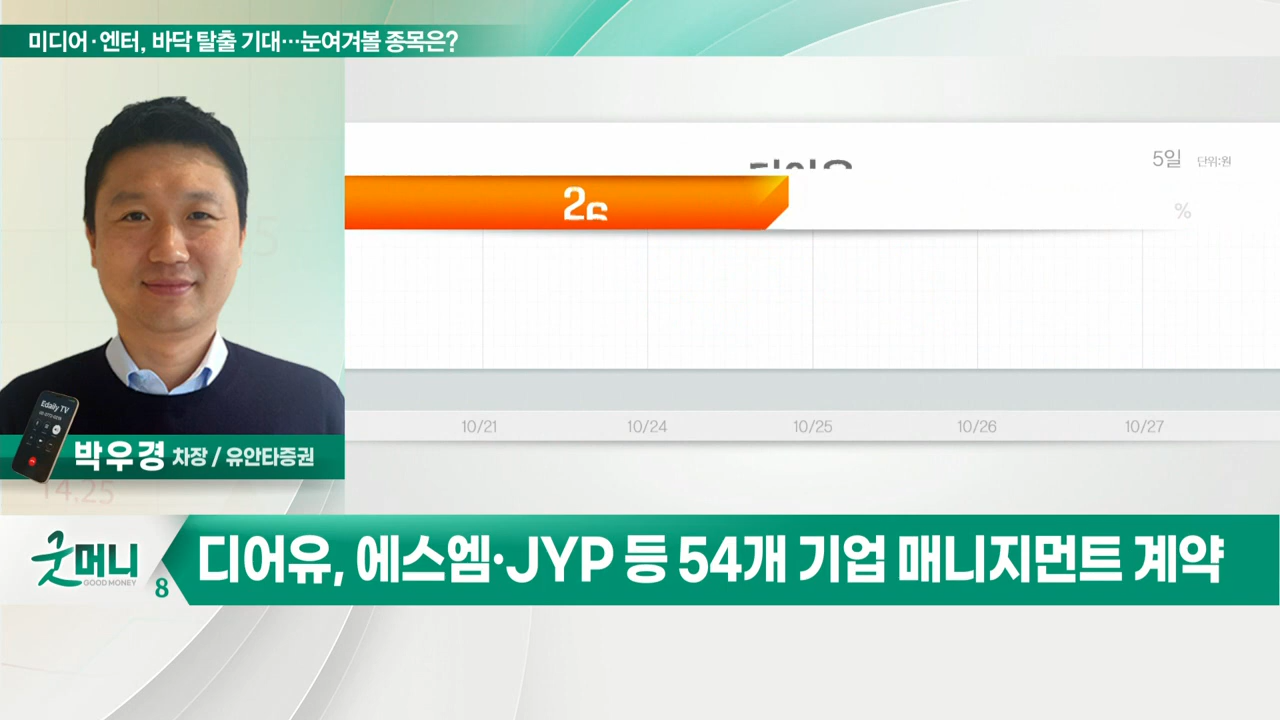 미디어·엔터, 바닥 탈출 기대…눈여겨볼 종목은?
5일 단위:원
%
10/21 10/24 10/25 10/26 10/27
Edaily TV
박우경 차장 / 유안타증권
14.25
굿머니
GOOD MONEY
8
디어유, 에스엠·JYP 등 54개 기업 매니지먼트 계약